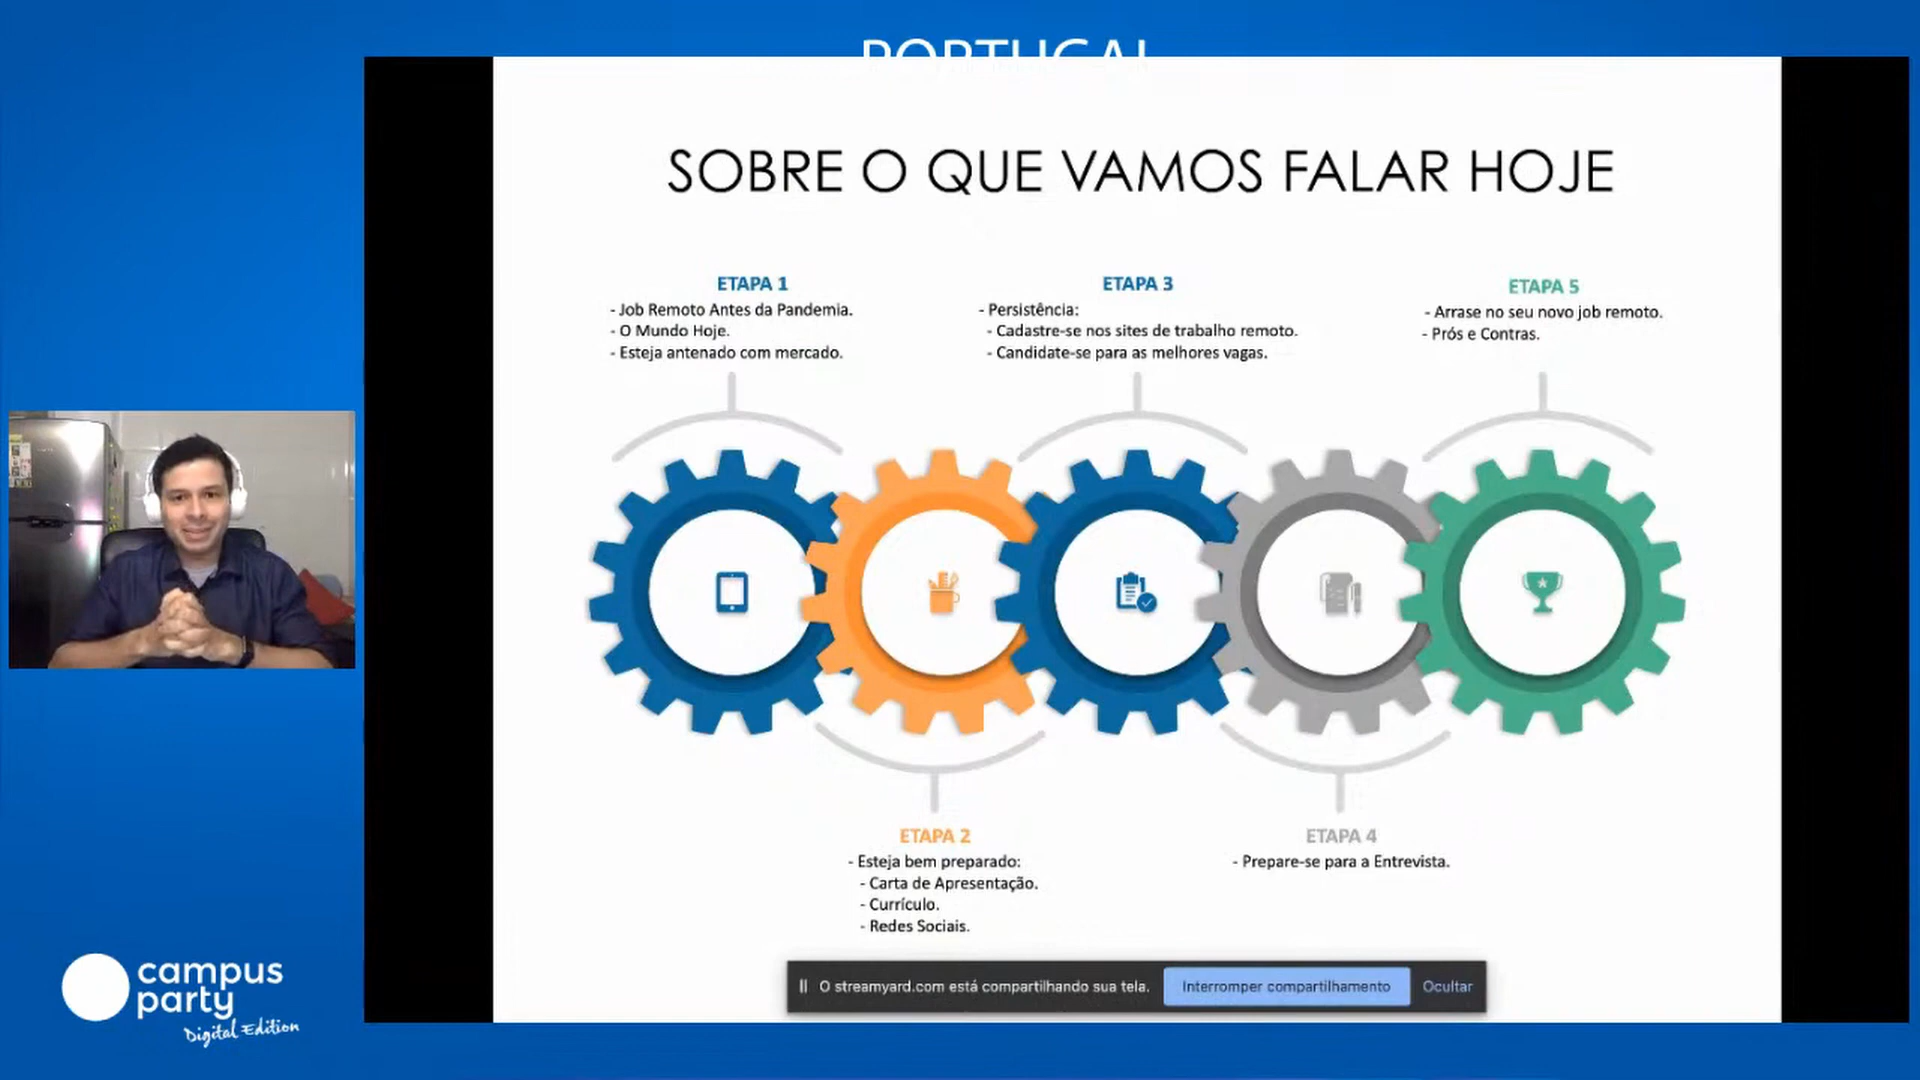 PORTUGAL
SOBRE O QUE VAMOS FALAR HOJE
ETAPA 1
- Job Remoto Antes da Pandemia.
- O Mundo Hoje.
- Esteja antenado com mercado.
ETAPA 3
- Persistência:
- Cadastre-se nos sites de trabalho remoto.
- Candidate-se para as melhores vagas.
ETAPA 5
- Arrase no seu novo job remoto.
- Prós e Contras.
ETAPA 2
- Esteja bem preparado:
- Carta de Apresentação.
- Currículo.
- Redes Sociais.
ETAPA 4
- Prepare-se para a Entrevista.
O streamyard.com está compartilhando sua tela. Interromper compartilhamento Ocultar
campus
party
Digital Edition